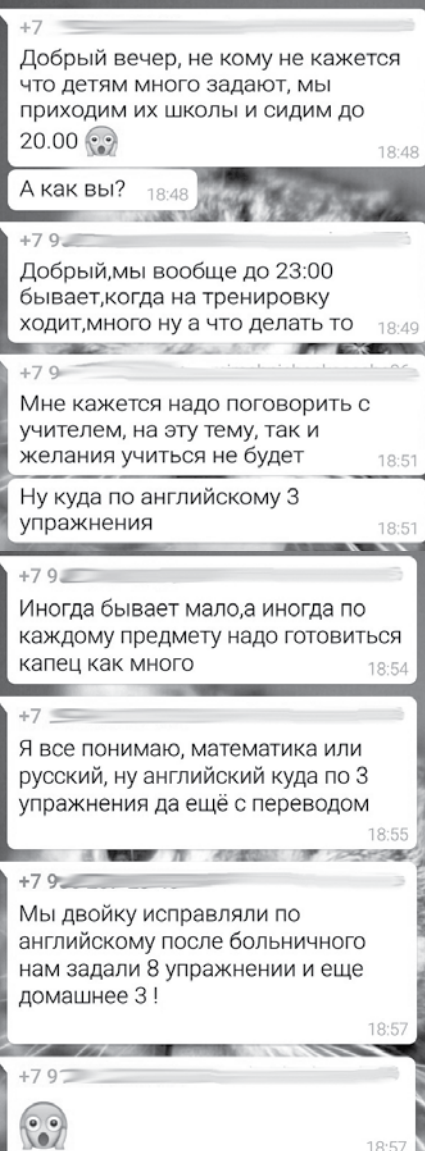 +7
Добрый вечер, не кому не кажется
что детям много задают, мы
приходим их школы и сидим до
20.00 😱
18:48
А как вы?
18:48
+7 9
Добрый,мы вообще до 23:00
бывает,когда на тренировку
ходит,много ну а что делать то
18:49
+7 9
Мне кажется надо поговорить с
учителем, на эту тему, так и
желания учиться не будет
18:51
Ну куда по английскому 3
упражнения
18:51
+7 9
Иногда бывает мало,а иногда по
каждому предмету надо готовиться
капец как много
18:54
+7
Я все понимаю, математика или
русский, ну английский куда по 3
упражнения да ещё с переводом
18:55
+7 9
Мы двойку исправляли по
английскому после больничного
нам задали 8 упражнении и еще
домашнее 3 !
18:57
+7 9
😱
18:57